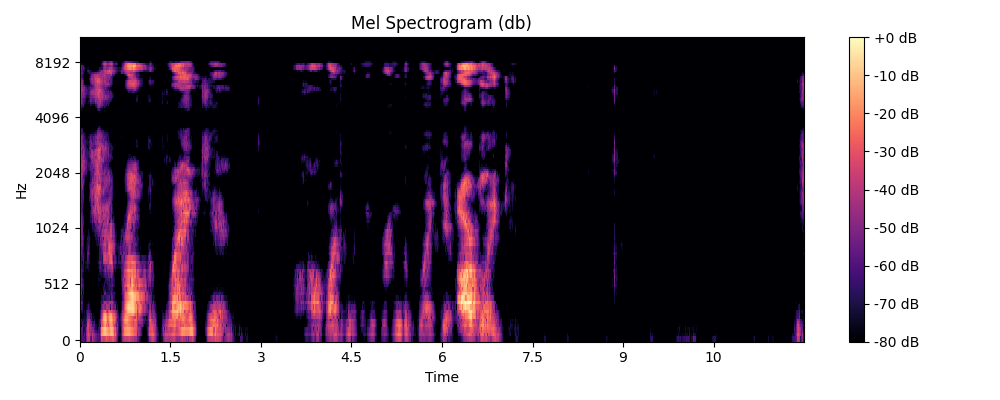 Mel Spectrogram (db)
8192
4096
2048
1024
512
0
Hz
0 1.5 3 4.5 6 7.5 9 10
Time
+0 dB
-10 dB
-20 dB
-30 dB
-40 dB
-50 dB
-60 dB
-70 dB
-80 dB